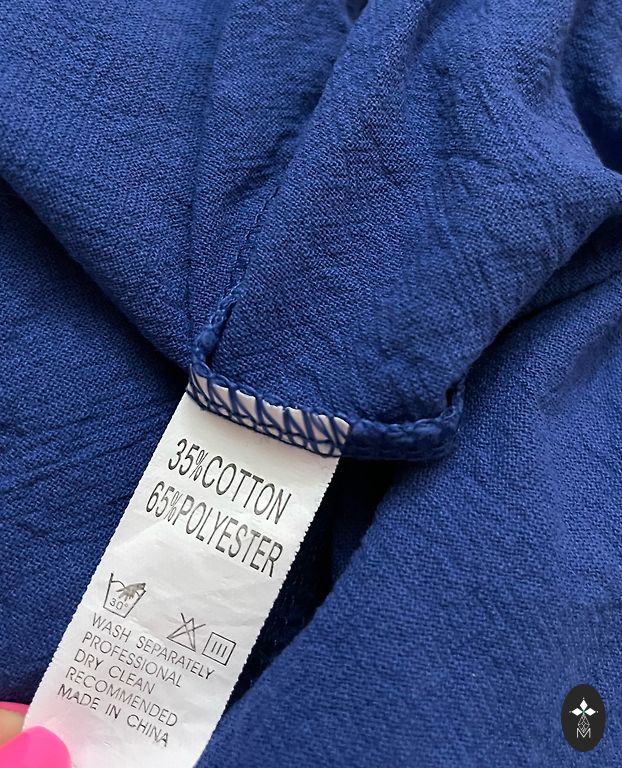 35%COTTON
65%POLYESTER
30°
WASH SEPARATELY
PROFESSIONAL
DRY CLEAN
RECOMMENDED
MADE IN CHINA
M